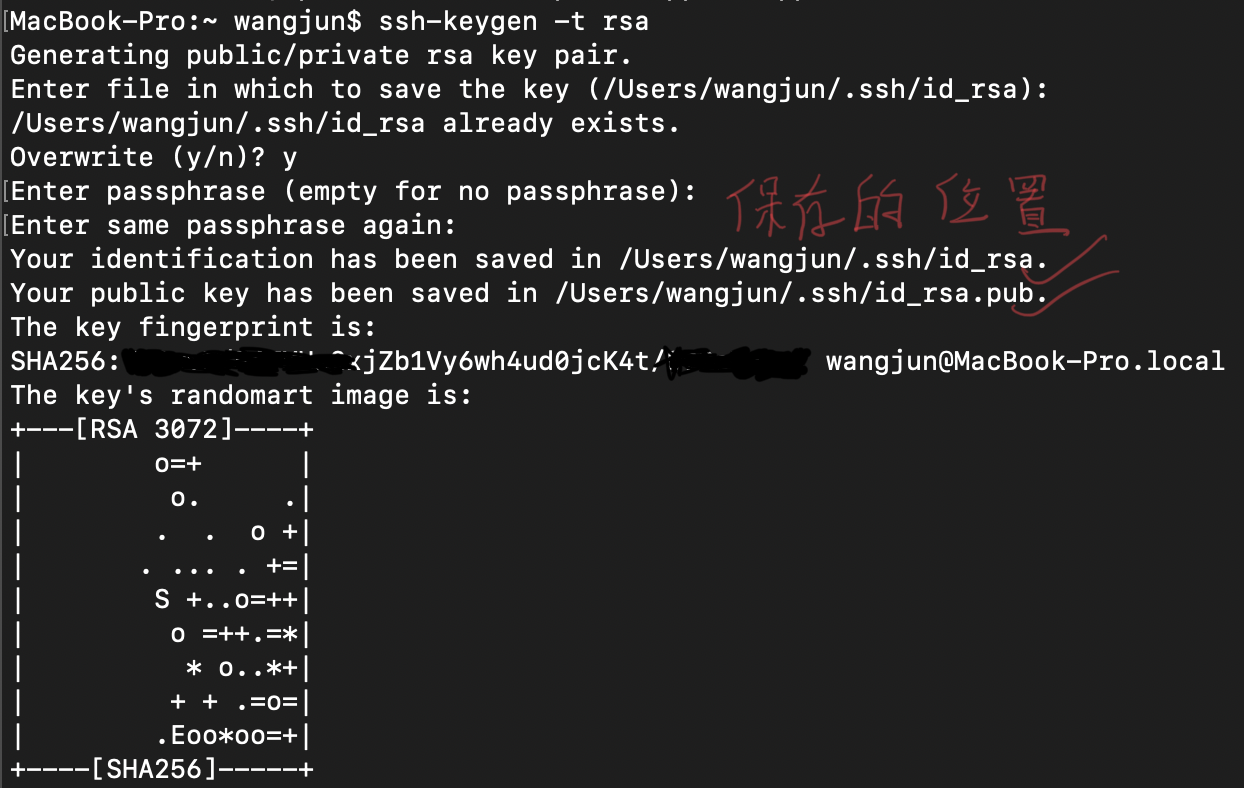 MacBook-Pro:~ wangjun$ ssh-keygen -t rsa
Generating public/private rsa key pair.
Enter file in which to save the key (/Users/wangjun/.ssh/id_rsa):
/Users/wangjun/.ssh/id_rsa already exists.
Overwrite (y/n)? y
Enter passphrase (empty for no passphrase):
保存的位置
Enter same passphrase again:
Your identification has been saved in /Users/wangjun/.ssh/id_rsa.
Your public key has been saved in /Users/wangjun/.ssh/id_rsa.pub.
The key fingerprint is:
SHA256: xjZb1Vy6wh4ud0jcK4t/ wangjun@MacBook-Pro.local
The key's randomart image is:
+---[RSA 3072]----+
|        o=+      |
|         o.     .|
|        .  .  o +|
|       . ... . +=|
|        S +..o=++|
|         o =++.=*|
|          * o..*+|
|         + + .=o=|
|        .Eoo*oo=+|
+----[SHA256]-----+